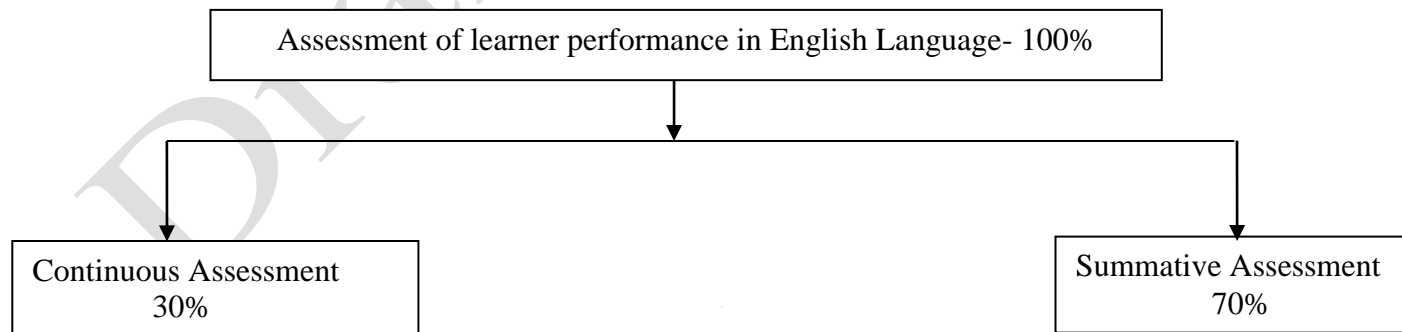 Assessment of learner performance in English Language- 100%
Continuous Assessment
30%
Summative Assessment
70%